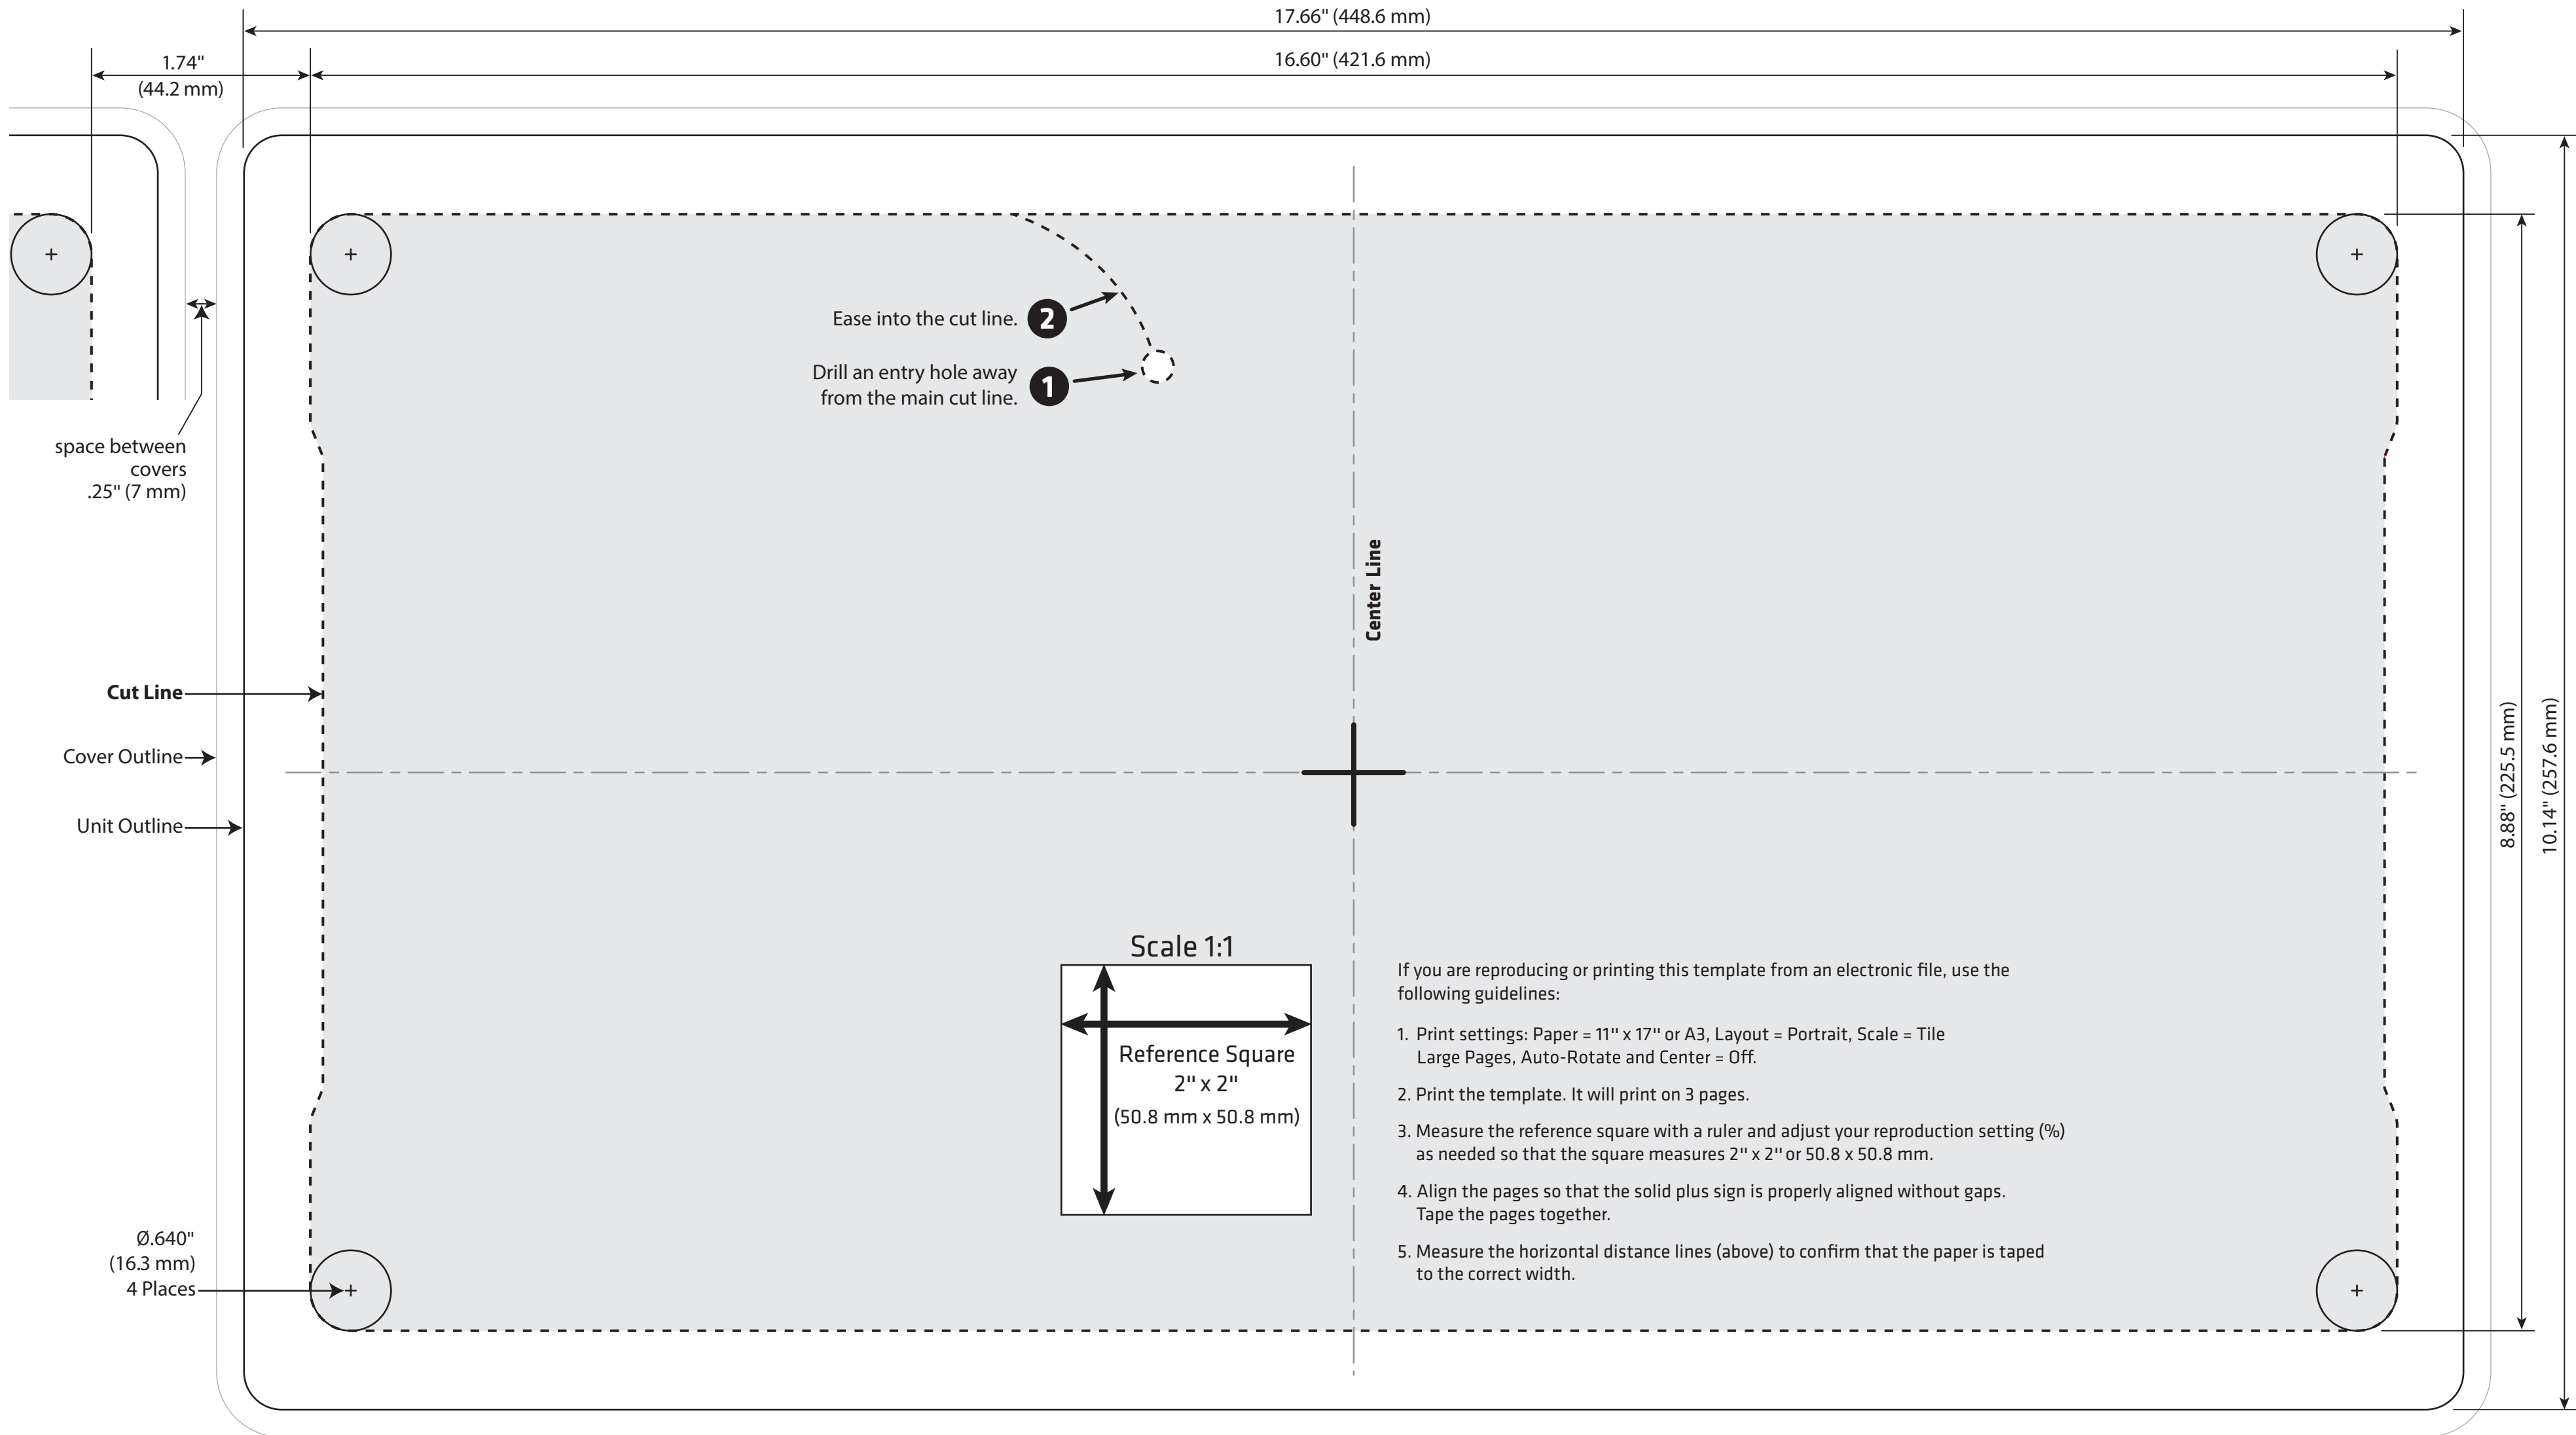 17.66" (448.6 mm)
16.60" (421.6 mm)
1.74"
(44.2 mm)
Ease into the cut line.
2
Drill an entry hole away
from the main cut line.
1
space between
covers
.25" (7 mm)
Center Line
Cut Line
Cover Outline
Unit Outline
8.88" (225.5 mm)
10.14" (257.6 mm)
Scale 1:1
Reference Square
2" x 2"
(50.8 mm x 50.8 mm)
If you are reproducing or printing this template from an electronic file, use the
following guidelines:
1. Print settings: Paper = 11" x 17" or A3, Layout = Portrait, Scale = Tile
Large Pages, Auto-Rotate and Center = Off.
2. Print the template. It will print on 3 pages.
3. Measure the reference square with a ruler and adjust your reproduction setting (%)
as needed so that the square measures 2" x 2" or 50.8 x 50.8 mm.
4. Align the pages so that the solid plus sign is properly aligned without gaps.
Tape the pages together.
5. Measure the horizontal distance lines (above) to confirm that the paper is taped
to the correct width.
Ø.640"
(16.3 mm)
4 Places